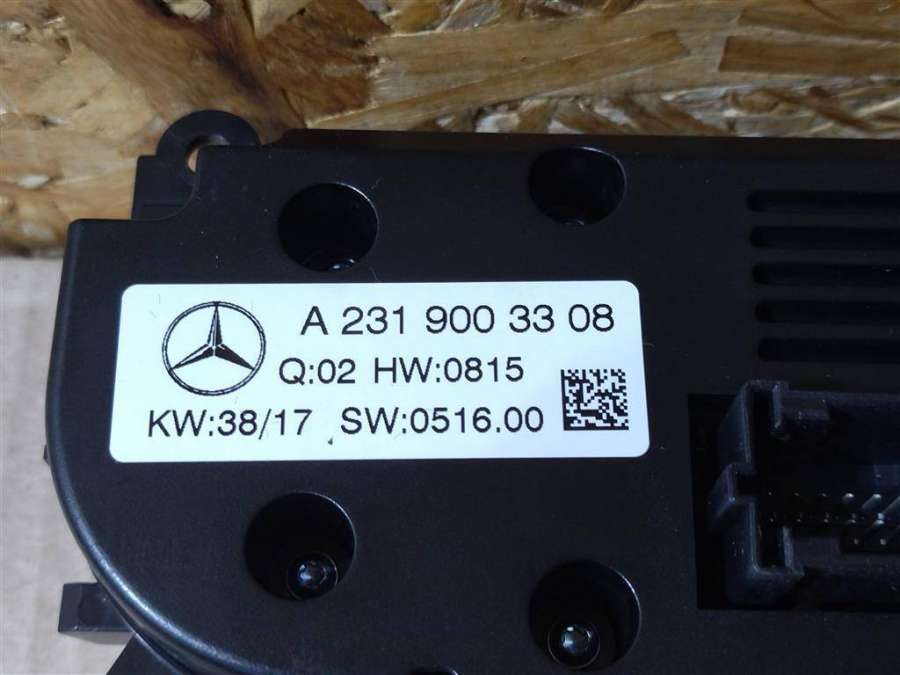 A 231 900 33 08
Q:02 HW:0815
KW:38/17 SW:0516.00